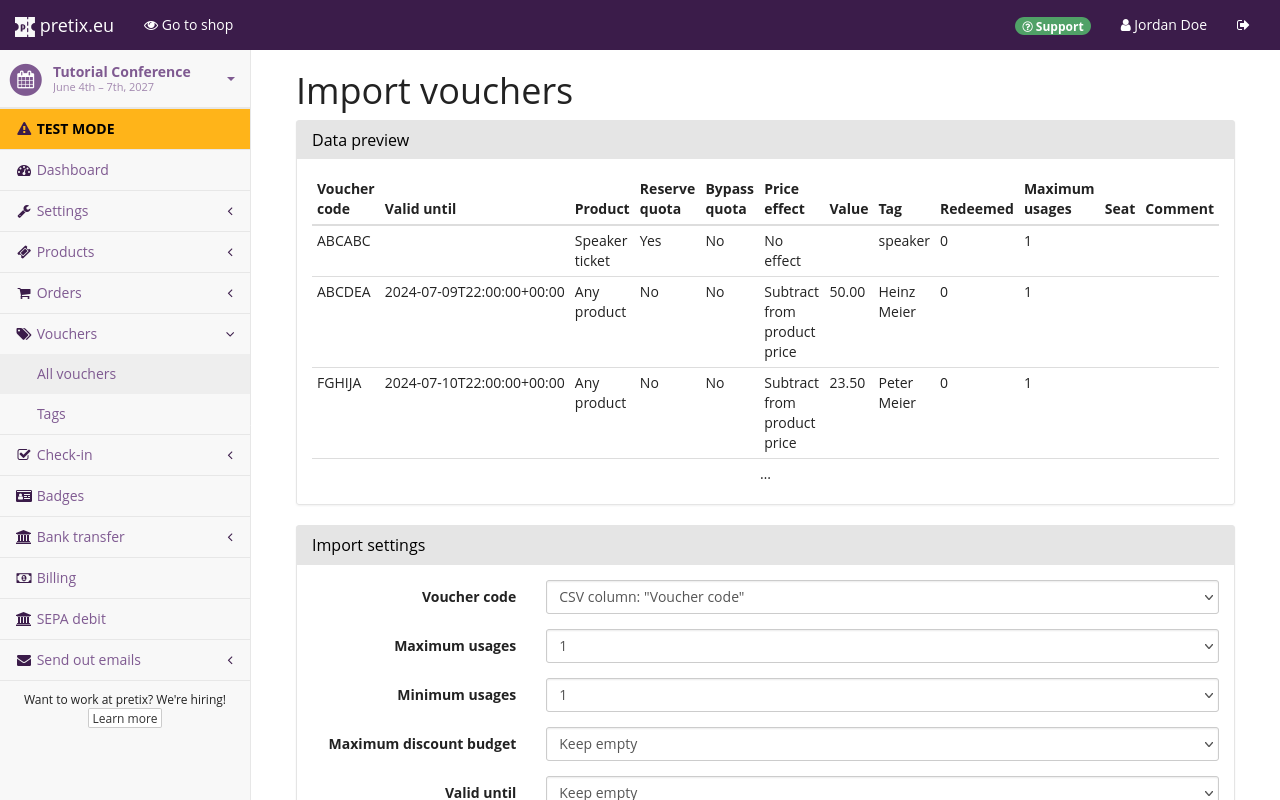 pretix.eu
Go to shop
Support
Jordan Doe
Tutorial Conference
June 4th – 7th, 2027
TEST MODE
Dashboard
Settings
Products
Orders
Vouchers
All vouchers
Tags
Check-in
Badges
Bank transfer
Billing
SEPA debit
Send out emails
Want to work at pretix? We're hiring!
Learn more
Import vouchers
Data preview
Voucher code Valid until Product Reserve quota Bypass quota Price effect Value Tag Redeemed Maximum usages Seat Comment
ABCABC Speaker ticket Yes No No effect speaker 0 1
ABCDEA 2024-07-09T22:00:00+00:00 Any product No No Subtract from product price 50.00 Heinz Meier 0 1
FGHIJA 2024-07-10T22:00:00+00:00 Any product No No Subtract from product price 23.50 Peter Meier 0 1
...
Import settings
Voucher code CSV column: "Voucher code"
Maximum usages 1
Minimum usages 1
Maximum discount budget Keep empty
Valid until Keep empty